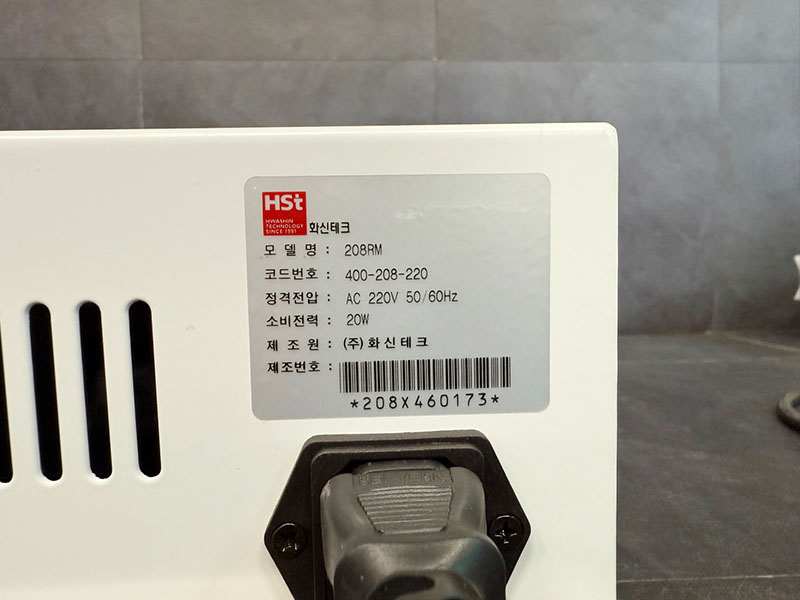 HSt
HWASHIN
TECHNOLOGY
SINCE 1991
화신테크
모 델 명 : 208RM
코드번호 : 400-208-220
정격전압 : AC 220V 50/60Hz
소비전력 : 20W
제 조 원 : (주)화신테크
제조번호 :
*208X460173*